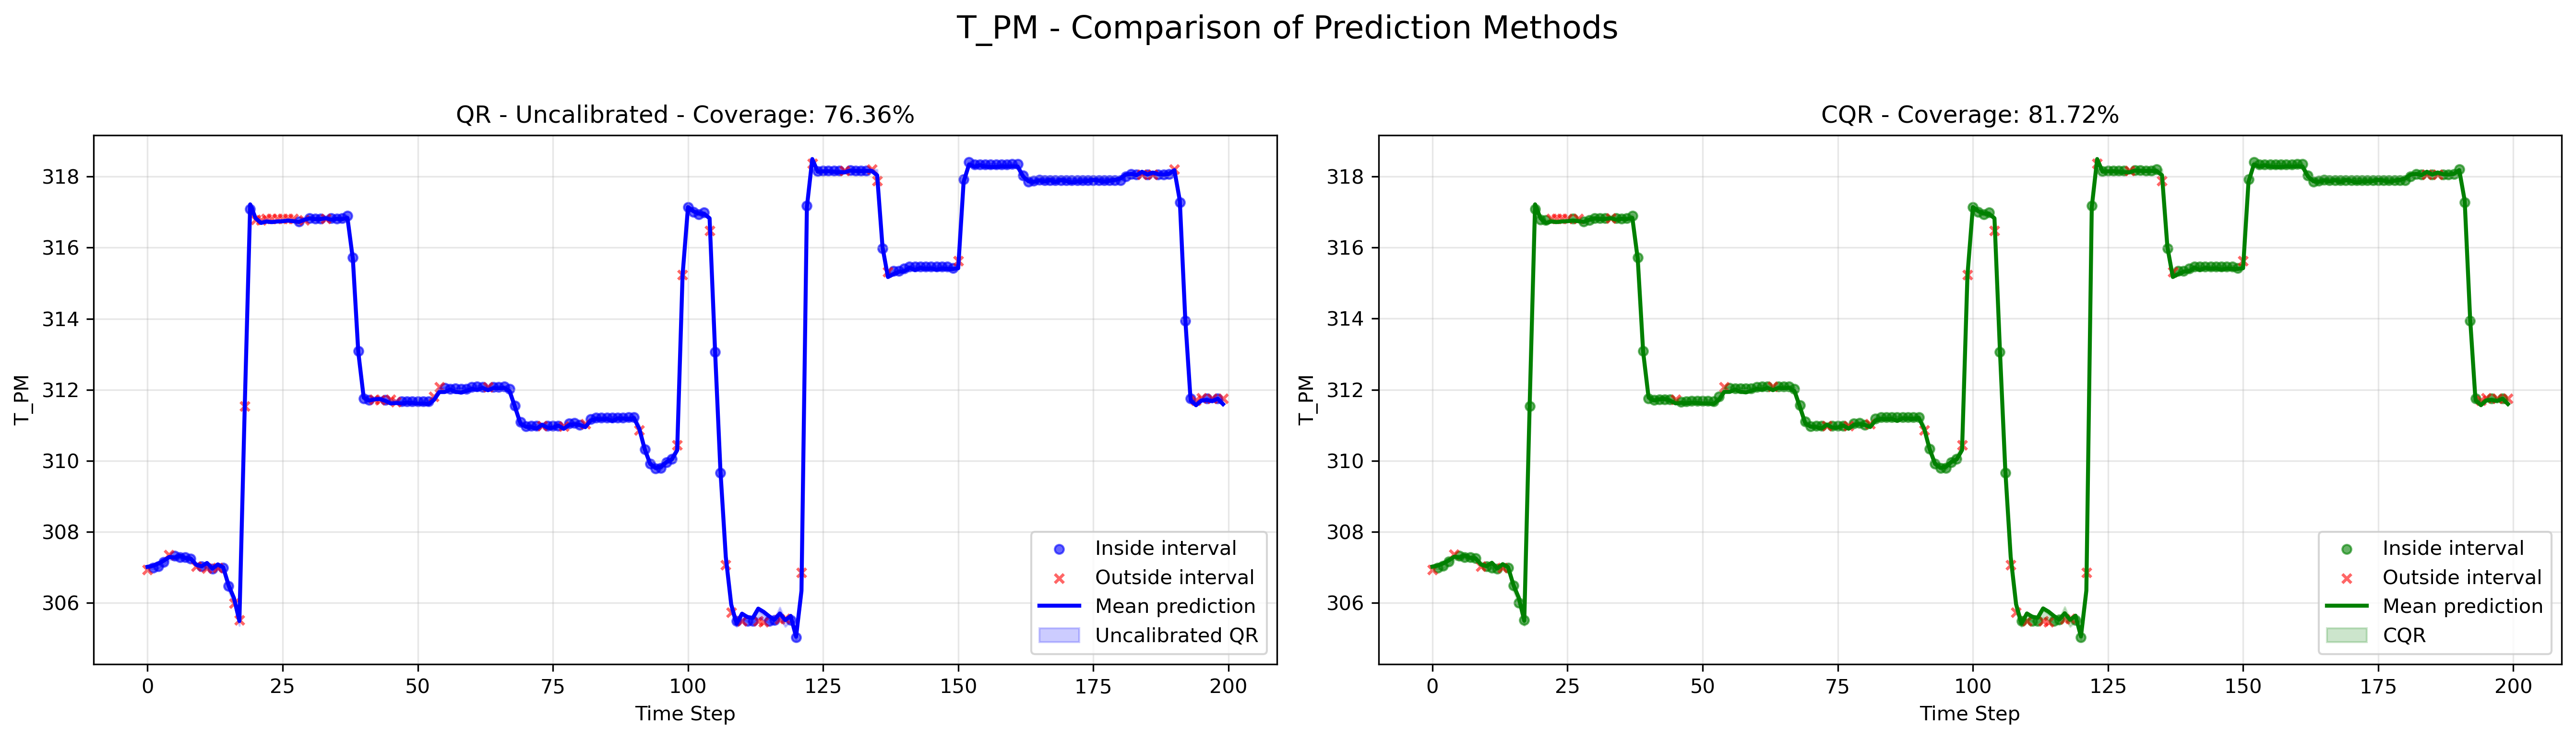 T_PM - Comparison of Prediction Methods
QR - Uncalibrated - Coverage: 76.36%
318
316
314
312
310
308
306
T_PM
0 25 50 75 100 125 150 175 200
Time Step
Inside interval
Outside interval
Mean prediction
Uncalibrated QR
CQR - Coverage: 81.72%
318
316
314
312
310
308
306
T_PM
0 25 50 75 100 125 150 175 200
Time Step
Inside interval
Outside interval
Mean prediction
CQR